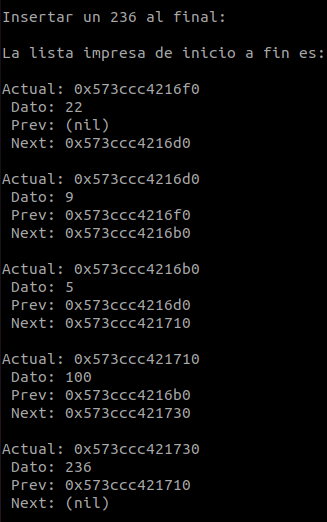 Insertar un 236 al final:
La lista impresa de inicio a fin es:
Actual: 0x573ccc4216f0
Dato: 22
Prev: (nil)
Next: 0x573ccc4216d0
Actual: 0x573ccc4216d0
Dato: 9
Prev: 0x573ccc4216f0
Next: 0x573ccc4216b0
Actual: 0x573ccc4216b0
Dato: 5
Prev: 0x573ccc4216d0
Next: 0x573ccc421710
Actual: 0x573ccc421710
Dato: 100
Prev: 0x573ccc4216b0
Next: 0x573ccc421730
Actual: 0x573ccc421730
Dato: 236
Prev: 0x573ccc421710
Next: (nil)